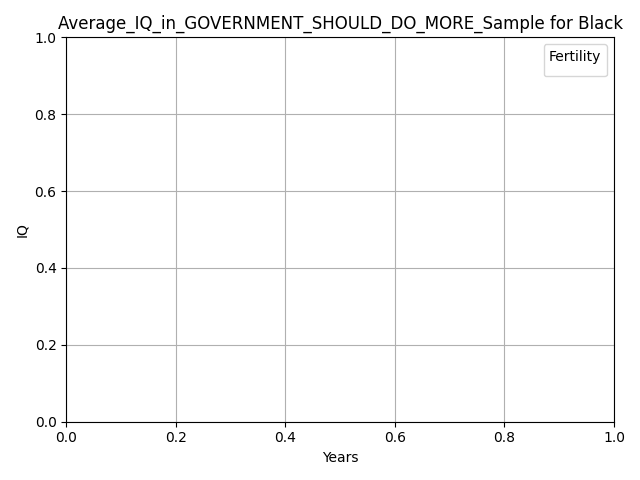 Average_IQ_in_GOVERNMENT_SHOULD_DO_MORE_Sample for Black
Fertility
1.0
0.8
0.6
0.4
0.2
0.0
IQ
0.0 0.2 0.4 0.6 0.8 1.0
Years